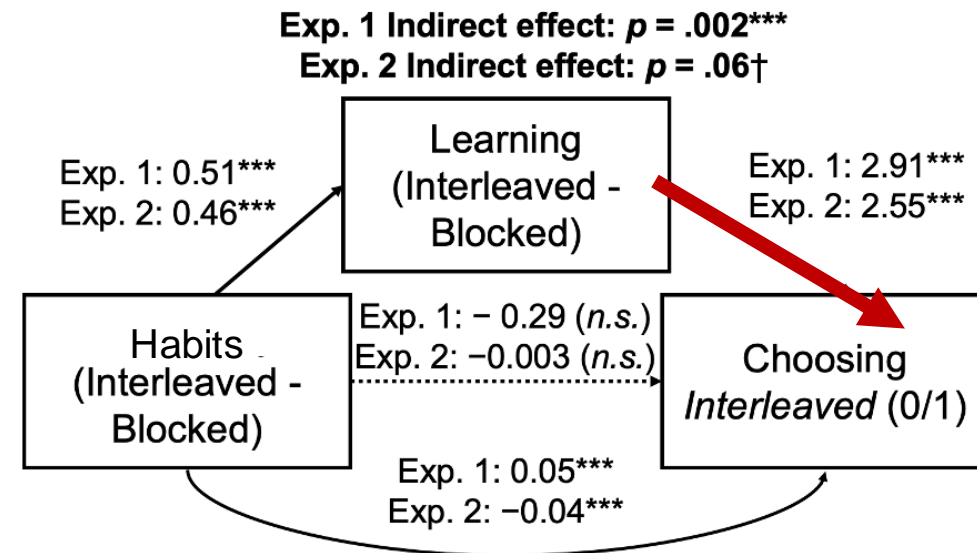 Exp. 1 Indirect effect: p = .002***
Exp. 2 Indirect effect: p = .06†
Learning
(Interleaved -
Blocked)
Exp. 1: 0.51***
Exp. 2: 0.46***
Exp. 1: 2.91***
Exp. 2: 2.55***
Habits
(Interleaved -
Blocked)
Exp. 1: − 0.29 (n.s.)
Exp. 2: −0.003 (n.s.)
Choosing
Interleaved (0/1)
Exp. 1: 0.05***
Exp. 2: −0.04***